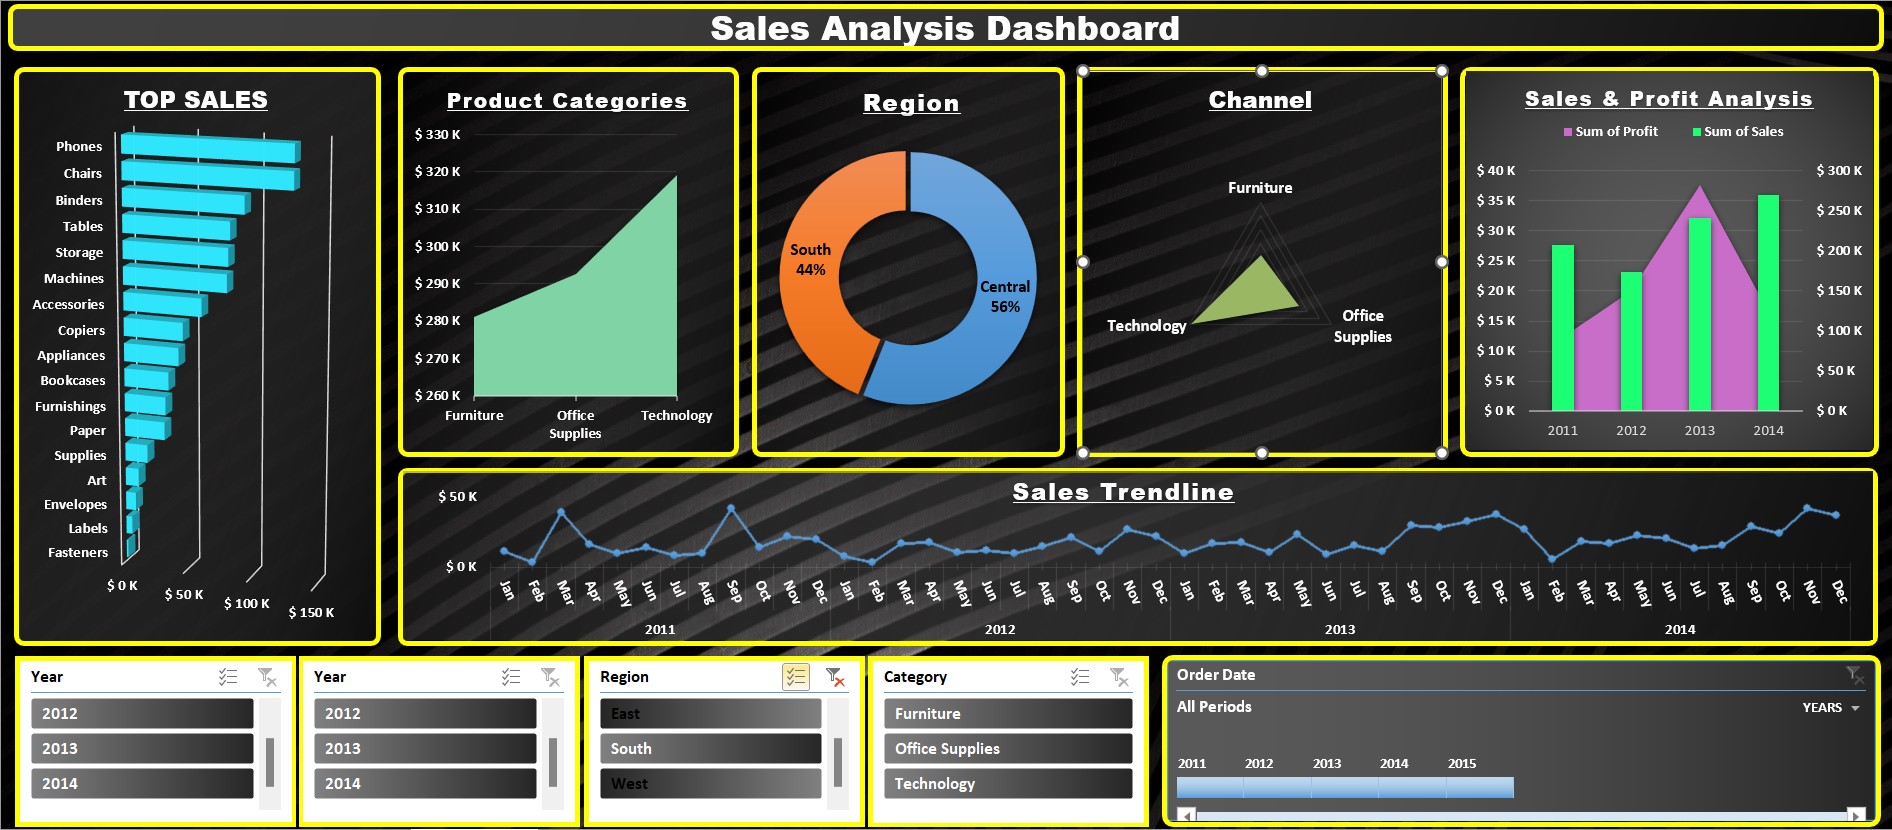 Sales Analysis Dashboard
TOP SALES
Phones
Chairs
Binders
Tables
Storage
Machines
Accessories
Copiers
Appliances
Bookcases
Furnishings
Paper
Supplies
Art
Envelopes
Labels
Fasteners
$ 0 K
$ 50 K
$ 100 K
$ 150 K
Product Categories
$ 330 K
$ 320 K
$ 310 K
$ 300 K
$ 290 K
$ 280 K
$ 270 K
$ 260 K
Furniture
Office
Supplies
Technology
Region
South
44%
Central
56%
Channel
Furniture
Technology
Office
Supplies
Sales & Profit Analysis
Sum of Profit
Sum of Sales
$ 40 K
$ 35 K
$ 30 K
$ 25 K
$ 20 K
$ 15 K
$ 10 K
$ 5 K
$ 0 K
$ 300 K
$ 250 K
$ 200 K
$ 150 K
$ 100 K
$ 50 K
$ 0 K
2011 2012 2013 2014
Sales Trendline
$ 50 K
$ 0 K
Jan Feb Mar Apr May Jun Jul Aug Sep Oct Nov Dec Jan Feb Mar Apr May Jun Jul Aug Sep Oct Nov Dec Jan Feb Mar Apr May Jun Jul Aug Sep Oct Nov Dec Jan Feb Mar Apr May Jun Jul Aug Sep Oct Nov Dec
2011 2012 2013 2014
Year
2012
2013
2014
Year
2012
2013
2014
Region
East
South
West
Category
Furniture
Office Supplies
Technology
Order Date
All Periods
YEARS
2011 2012 2013 2014 2015